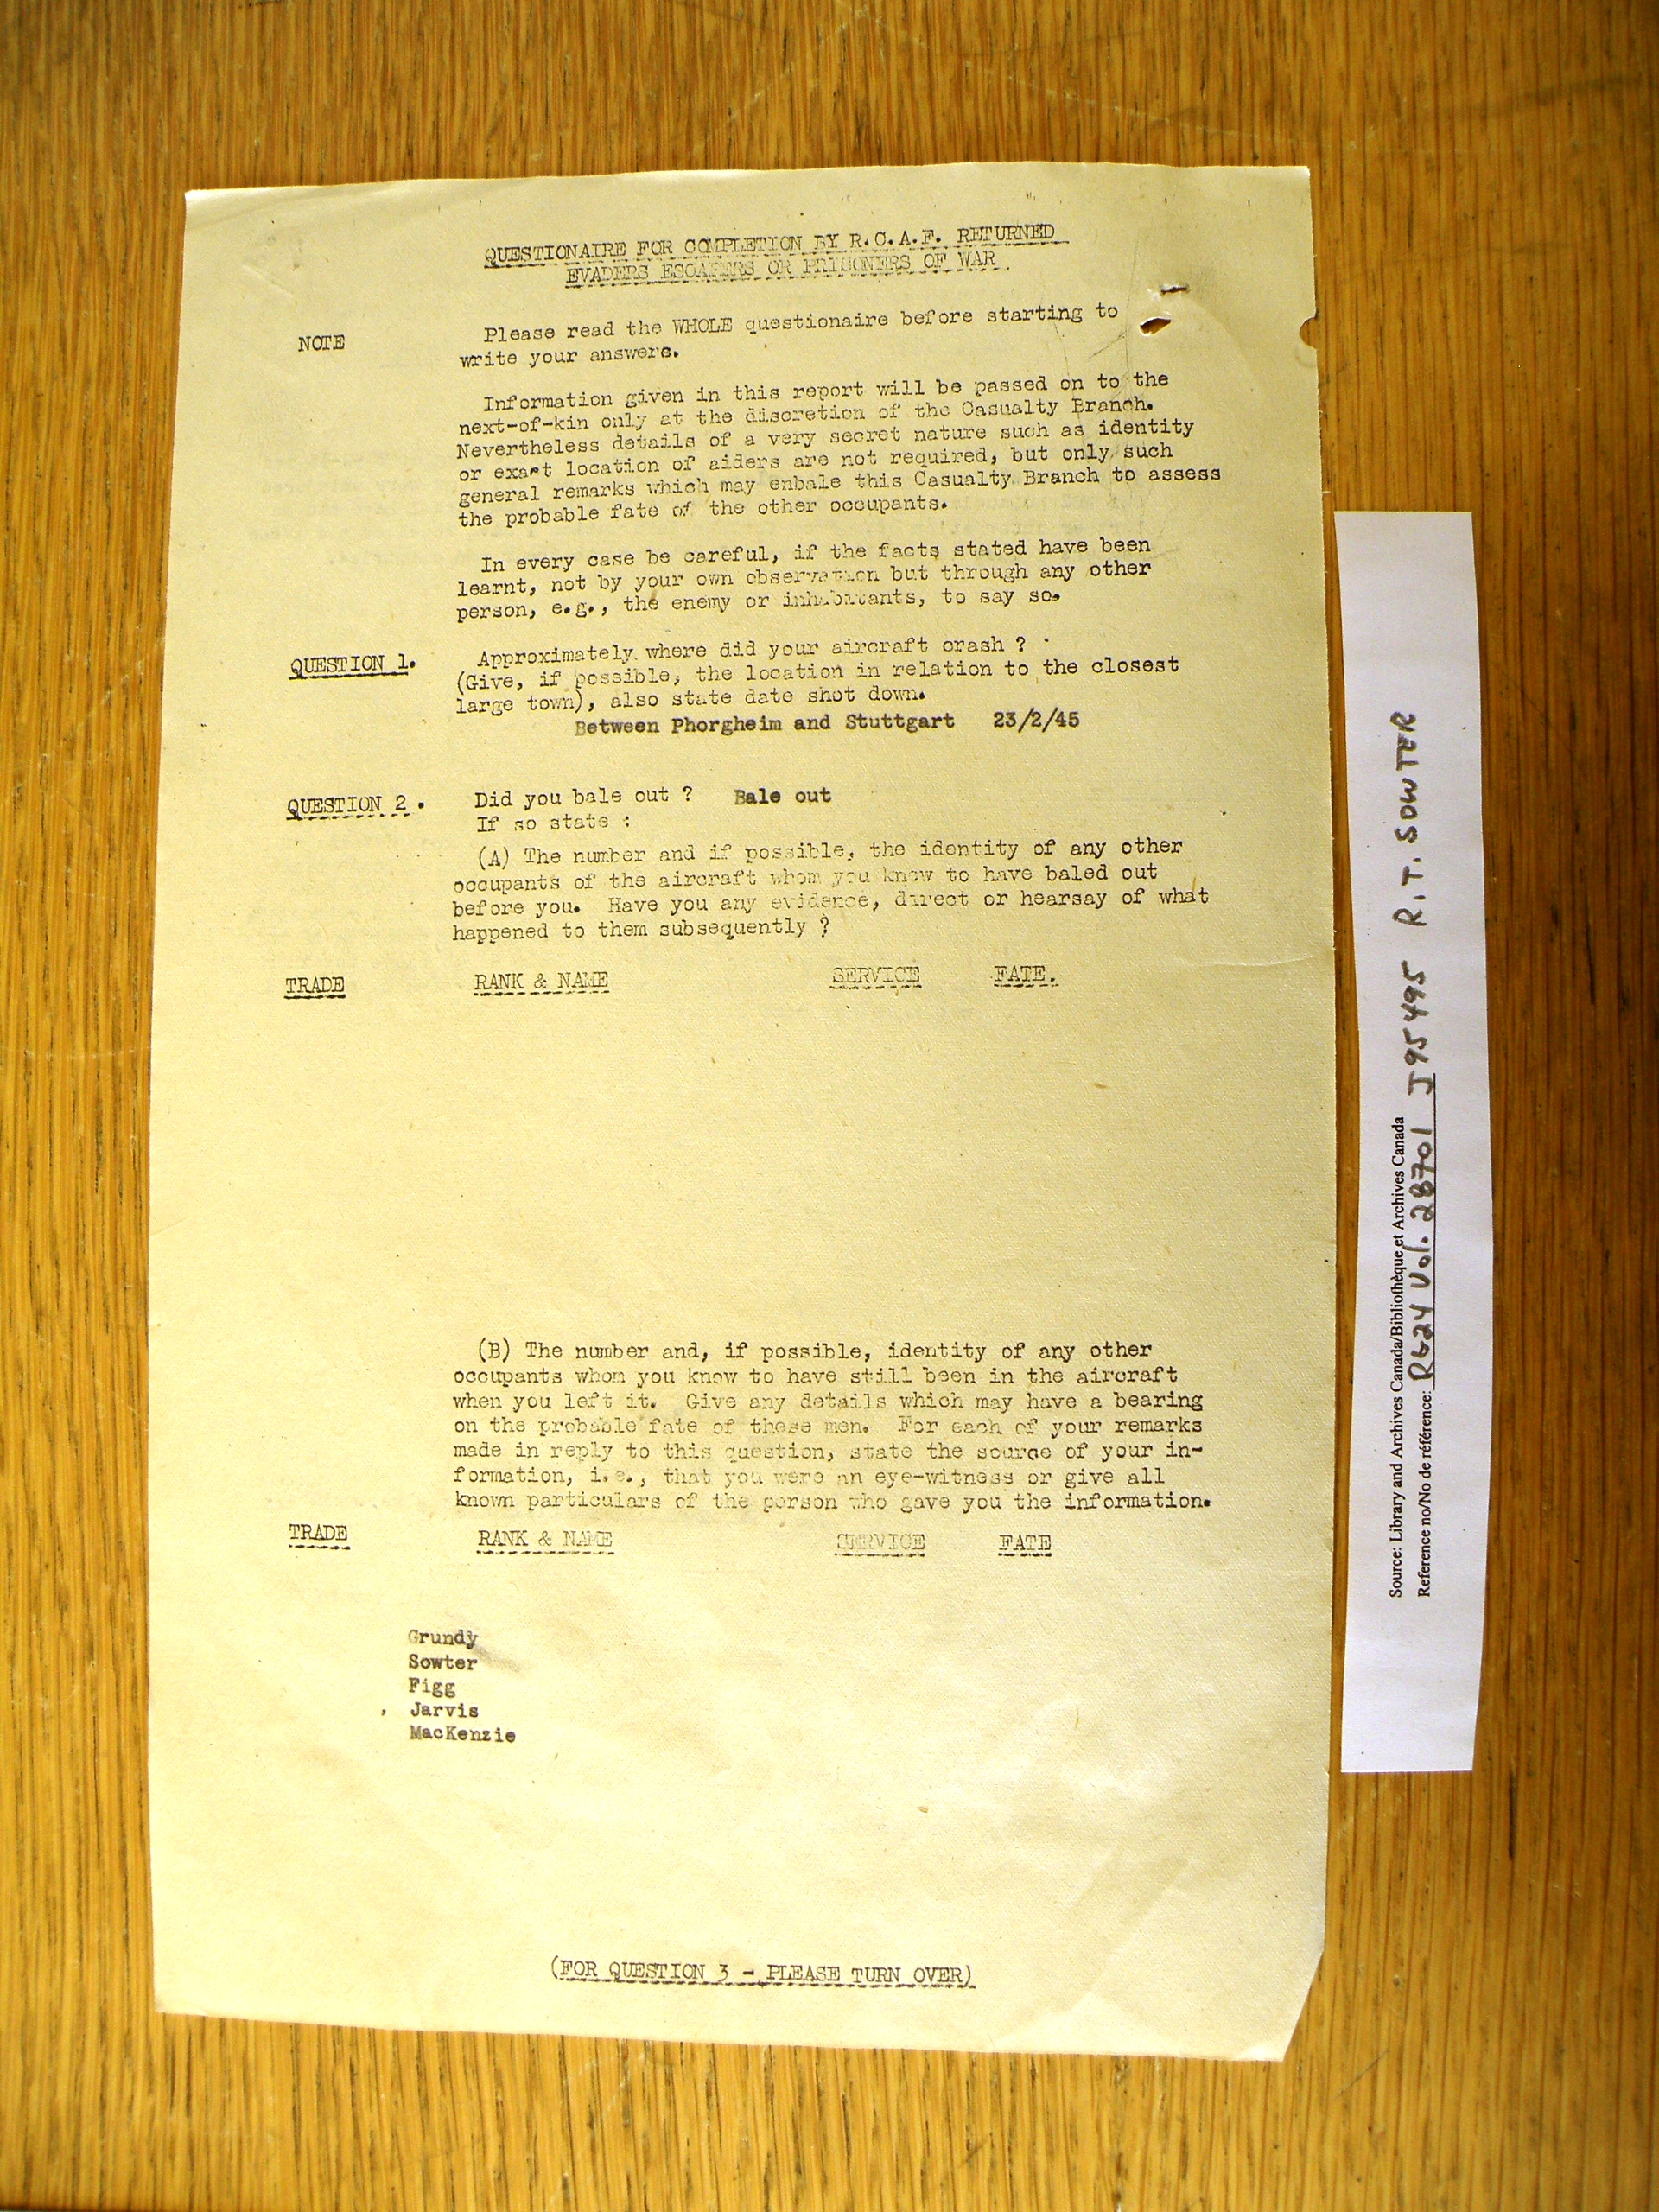 QUESTIONAIRE FOR COMPLETION BY R.C.A.F. RETURNED
EVADERS ESCAPERS OR PRISONERS OF WAR
NOTE
Please read the WHOLE questionaire before starting to
write your answers.
Information given in this report will be passed on to the
next-of-kin only at the discretion of the Casualty Branch.
Nevertheless details of a very secret nature such as identity
or exact location of aiders are not required, but only such
general remarks which may enbale this Casualty Branch to assess
the probable fate of the other occupants.
In every case be careful, if the facts stated have been
learnt, not by your own observation but through any other
person, e.g., the enemy or inhabitants, to say so.
QUESTION 1.
Approximately where did your aircraft crash ?
(Give, if possible, the location in relation to the closest
large town), also state date shot down.
Between Phorgheim and Stuttgart 23/2/45
QUESTION 2.
Did you bale out ? Bale out
If so state :
(A) The number and if possible, the identity of any other
occupants of the aircraft whom you know to have baled out
before you. Have you any evidence, direct or hearsay of what
happened to them subsequently ?
TRADE RANK & NAME SERVICE FATE.
(B) The number and, if possible, identity of any other
occupants whom you know to have still been in the aircraft
when you left it. Give any details which may have a bearing
on the probable fate of these men. For each of your remarks
made in reply to this question, state the source of your in-
formation, i.e., that you were an eye-witness or give all
known particulars of the person who gave you the information.
TRADE RANK & NAME SERVICE FATE
Grundy
Sowter
Figg
, Jarvis
MacKenzie
(FOR QUESTION 3 - PLEASE TURN OVER)
Source: Library and Archives Canada/Bibliothèque et Archives Canada
Reference no/No de référence: RG24 Vol. 28701 J95495 R.T. SOWTER